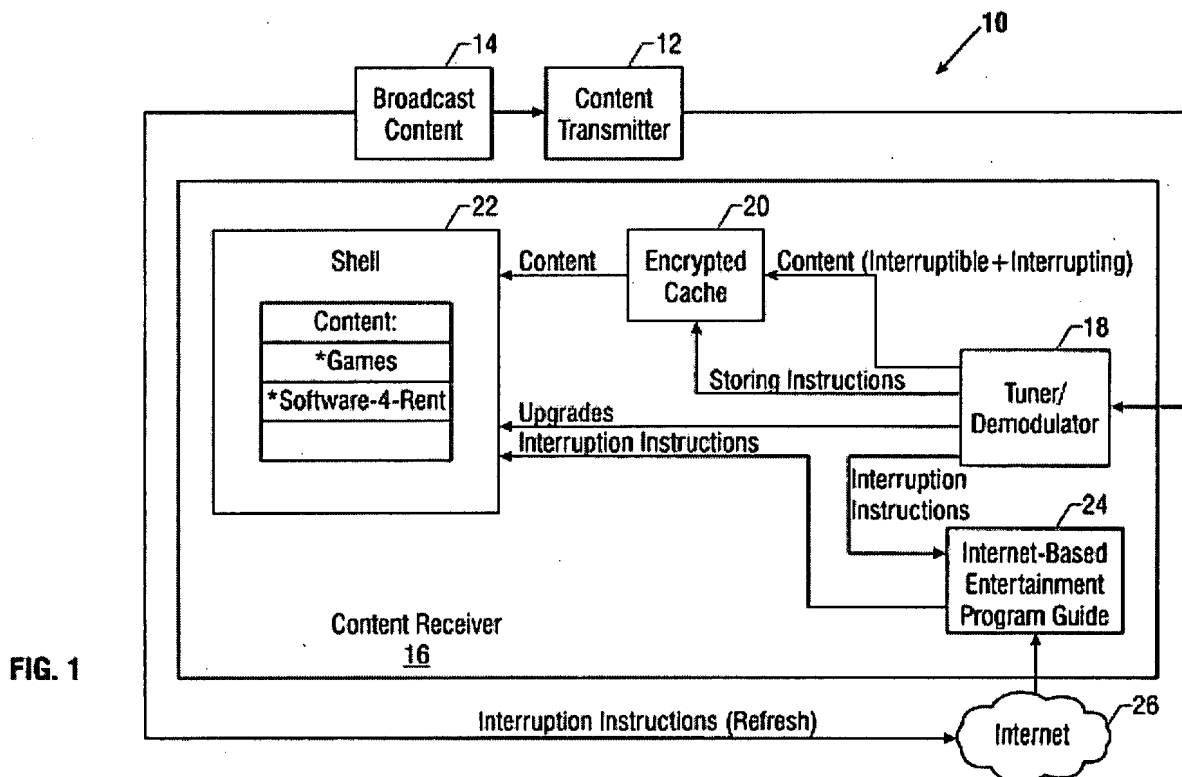 10
14
12
Broadcast
Content
Content
Transmitter
22
20
Shell
Content
Encrypted
Cache
Content (Interruptible+Interrupting)
Content:
*Games
*Software-4-Rent
18
Storing Instructions
Tuner/
Demodulator
Upgrades
Interruption Instructions
Interruption
Instructions
24
Internet-Based
Entertainment
Program Guide
Content Receiver
16
FIG. 1
Interruption Instructions (Refresh)
Internet
26